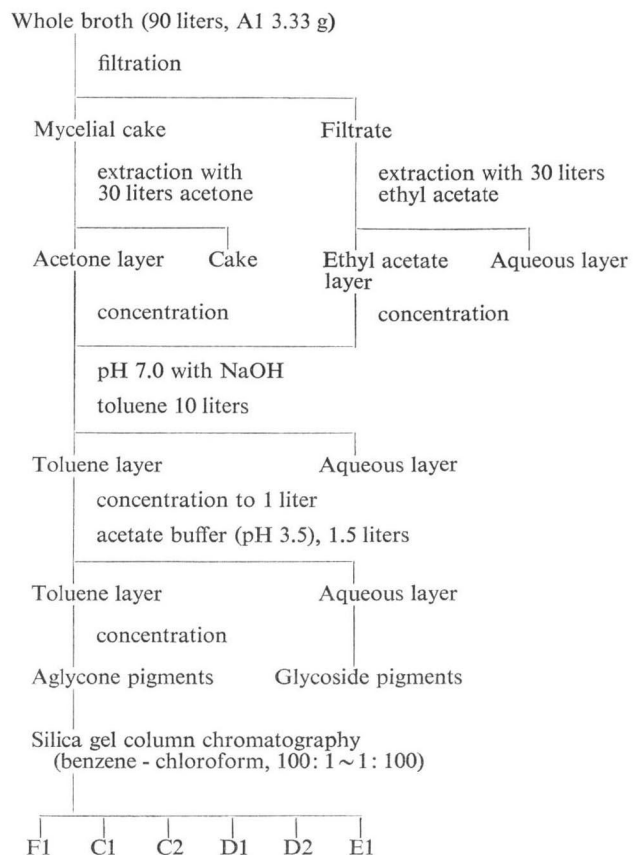 Whole broth (90 liters, A1 3.33 g)
filtration
Mycelial cake Filtrate
extraction with 30 liters acetone
extraction with 30 liters ethyl acetate
Acetone layer Cake Ethyl acetate layer Aqueous layer
concentration concentration
pH 7.0 with NaOH
toluene 10 liters
Toluene layer Aqueous layer
concentration to 1 liter
acetate buffer (pH 3.5), 1.5 liters
Toluene layer Aqueous layer
concentration
Aglycone pigments Glycoside pigments
Silica gel column chromatography
(benzene - chloroform, 100: 1~1: 100)
F1 C1 C2 D1 D2 E1